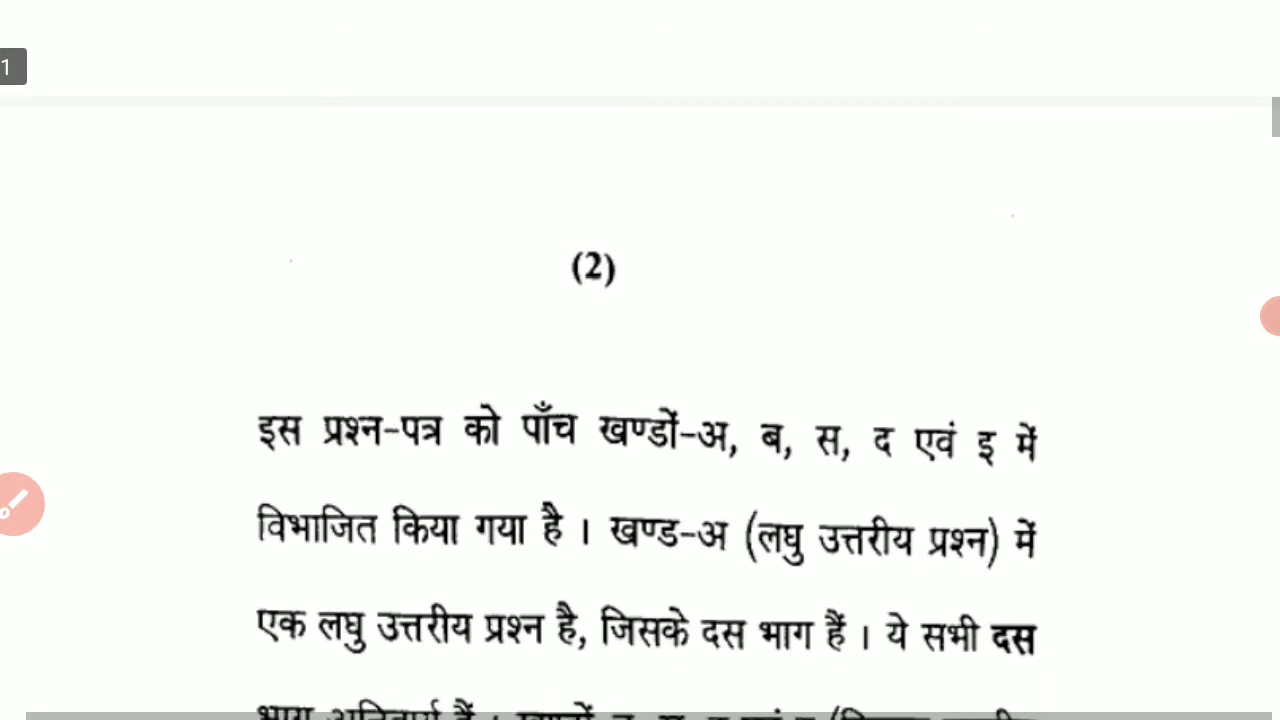 1
(2)
इस प्रश्न-पत्र को पाँच खण्डों-अ, ब, स, द एवं इ में
विभाजित किया गया है । खण्ड-अ (लघु उत्तरीय प्रश्न) में
एक लघु उत्तरीय प्रश्न है, जिसके दस भाग हैं । ये सभी दस
भाग अनिवार्य हैं ।